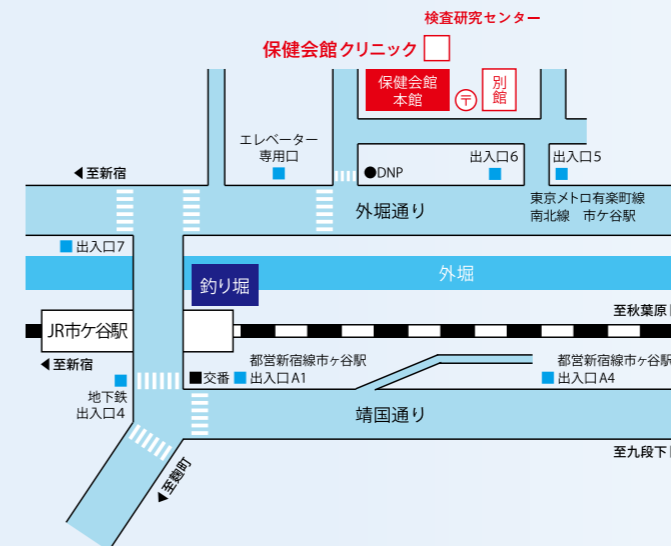 検査研究センター
保健会館クリニック
保健会館
本館
〒
別
館
エレベーター
専用口
◀至新宿
●DNP
出入口6
出入口5
外堀通り
東京メトロ有楽町線
南北線 市ケ谷駅
出入口7
外堀
釣り堀
至秋葉原
JR市ケ谷駅
◀至新宿
都営新宿線市ヶ谷駅
出入口A1
都営新宿線市ヶ谷駅
出入口A4
交番
地下鉄
出入口4
靖国通り
至九段下
◀至麴町